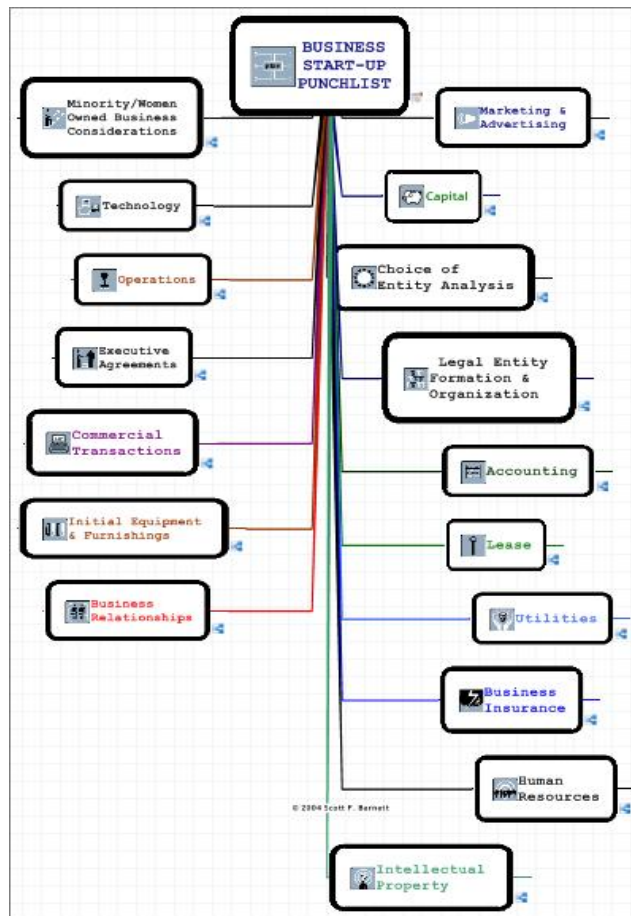 BUSINESS
START-UP
PUNCHLIST
Minority/Women
Owned Business
Considerations
Technology
Operations
Executive
Agreements
Commercial
Transactions
Initial Equipment
& Furnishings
Business
Relationships
Marketing &
Advertising
Capital
Choice of
Entity Analysis
Legal Entity
Formation &
Organization
Accounting
Lease
Utilities
Business
Insurance
Human
Resources
Intellectual
Property
© 2004 Scott F. Barnett